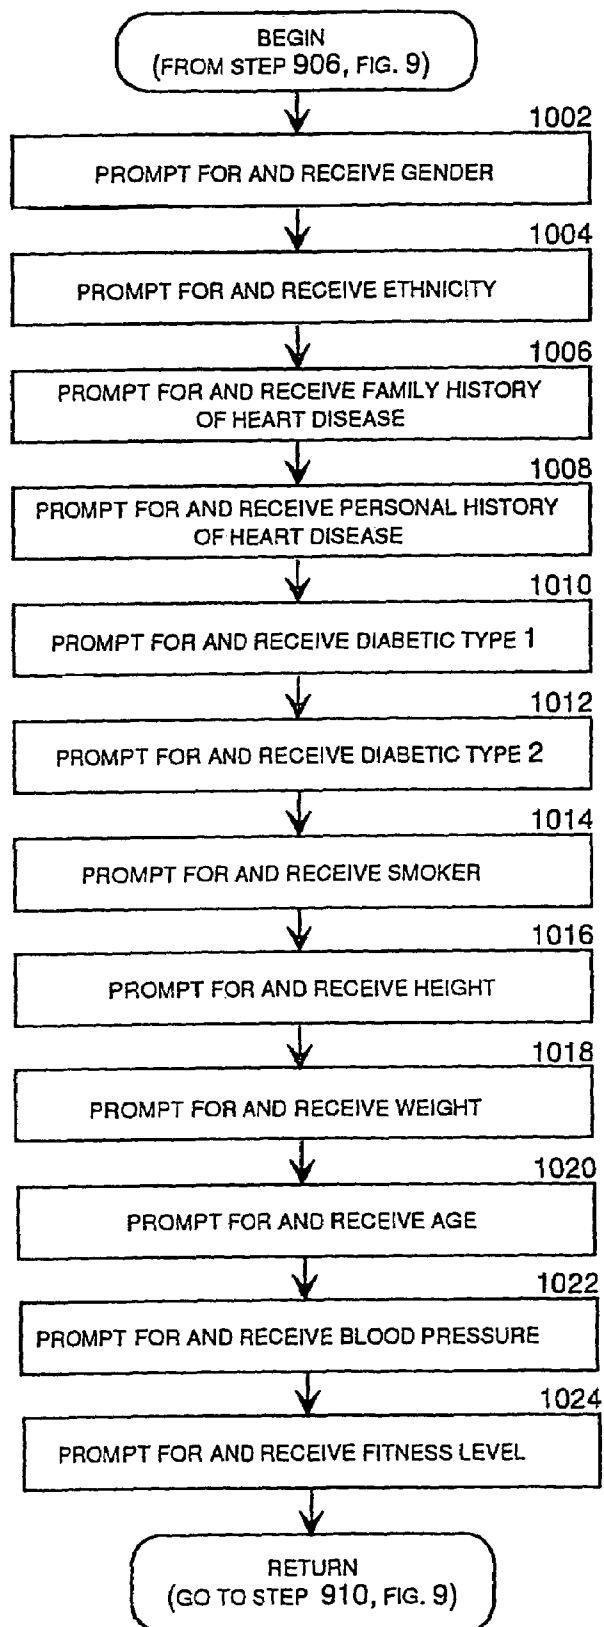 BEGIN
(FROM STEP 906, FIG. 9)
1002
PROMPT FOR AND RECEIVE GENDER
1004
PROMPT FOR AND RECEIVE ETHNICITY
1006
PROMPT FOR AND RECEIVE FAMILY HISTORY
OF HEART DISEASE
1008
PROMPT FOR AND RECEIVE PERSONAL HISTORY
OF HEART DISEASE
1010
PROMPT FOR AND RECEIVE DIABETIC TYPE 1
1012
PROMPT FOR AND RECEIVE DIABETIC TYPE 2
1014
PROMPT FOR AND RECEIVE SMOKER
1016
PROMPT FOR AND RECEIVE HEIGHT
1018
PROMPT FOR AND RECEIVE WEIGHT
1020
PROMPT FOR AND RECEIVE AGE
1022
PROMPT FOR AND RECEIVE BLOOD PRESSURE
1024
PROMPT FOR AND RECEIVE FITNESS LEVEL
RETURN
(GO TO STEP 910, FIG. 9)